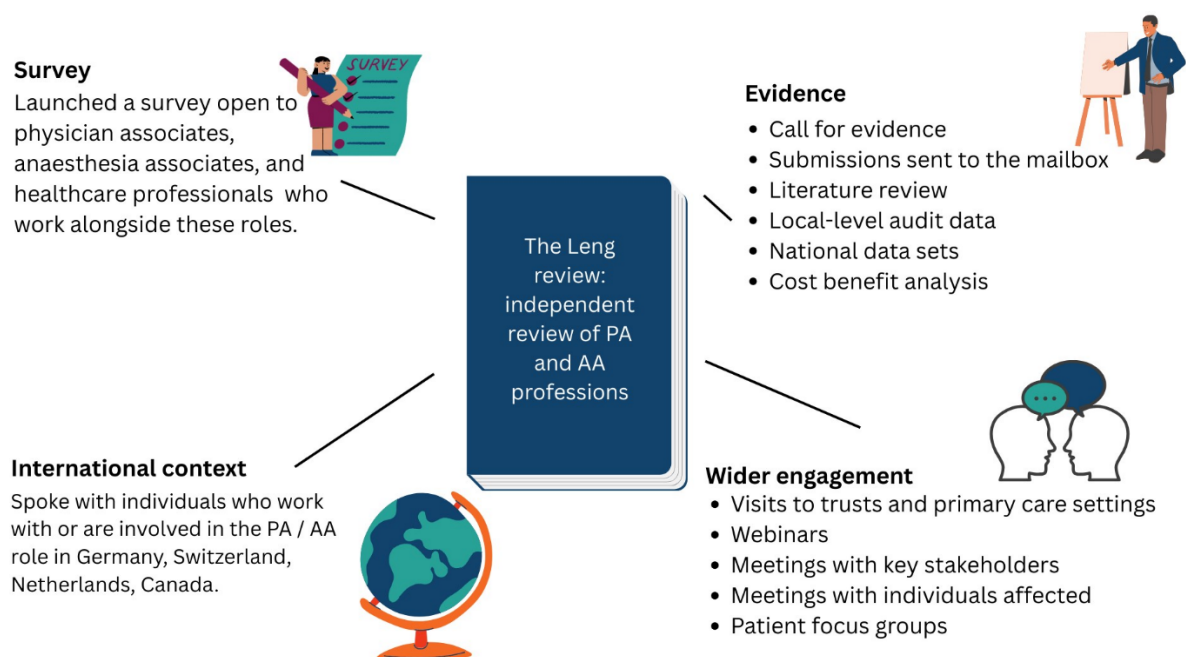 Survey
Launched a survey open to
physician associates,
anaesthesia associates, and
healthcare professionals who
work alongside these roles.
SURVEY
Evidence
• Call for evidence
• Submissions sent to the mailbox
• Literature review
• Local-level audit data
• National data sets
• Cost benefit analysis
The Leng
review:
independent
review of PA
and AA
professions
International context
Spoke with individuals who work
with or are involved in the PA / AA
role in Germany, Switzerland,
Netherlands, Canada.
Wider engagement
• Visits to trusts and primary care settings
• Webinars
• Meetings with key stakeholders
• Meetings with individuals affected
• Patient focus groups